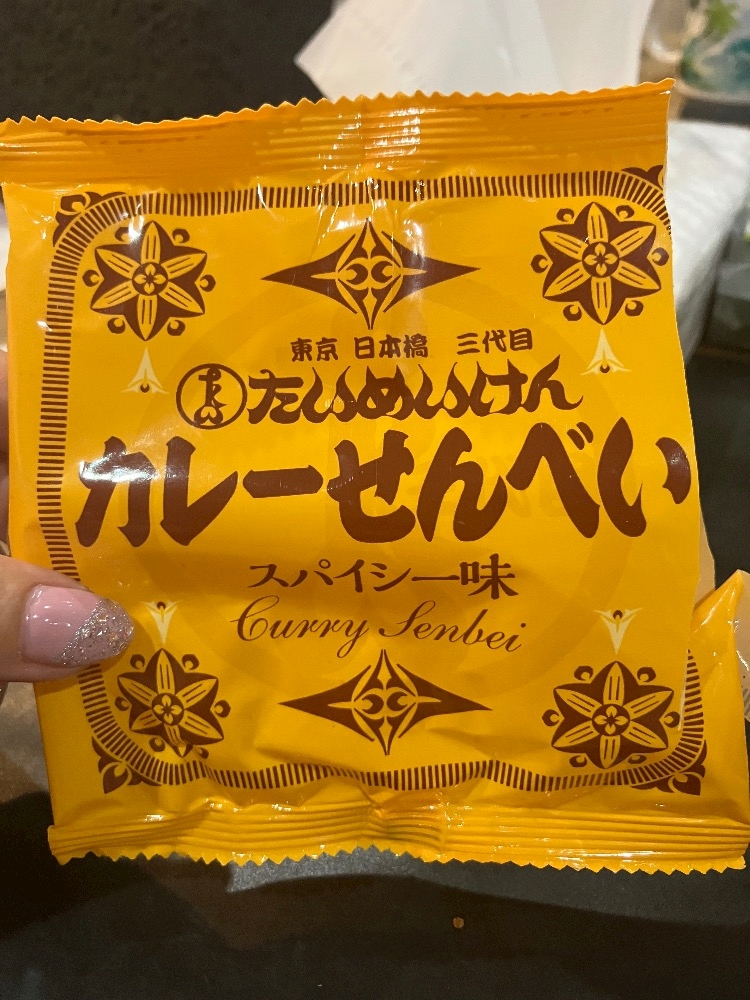 東京 日本橋 三代目
たいめいけん
カレーせんべい
スパイシー味
Curry Senbei